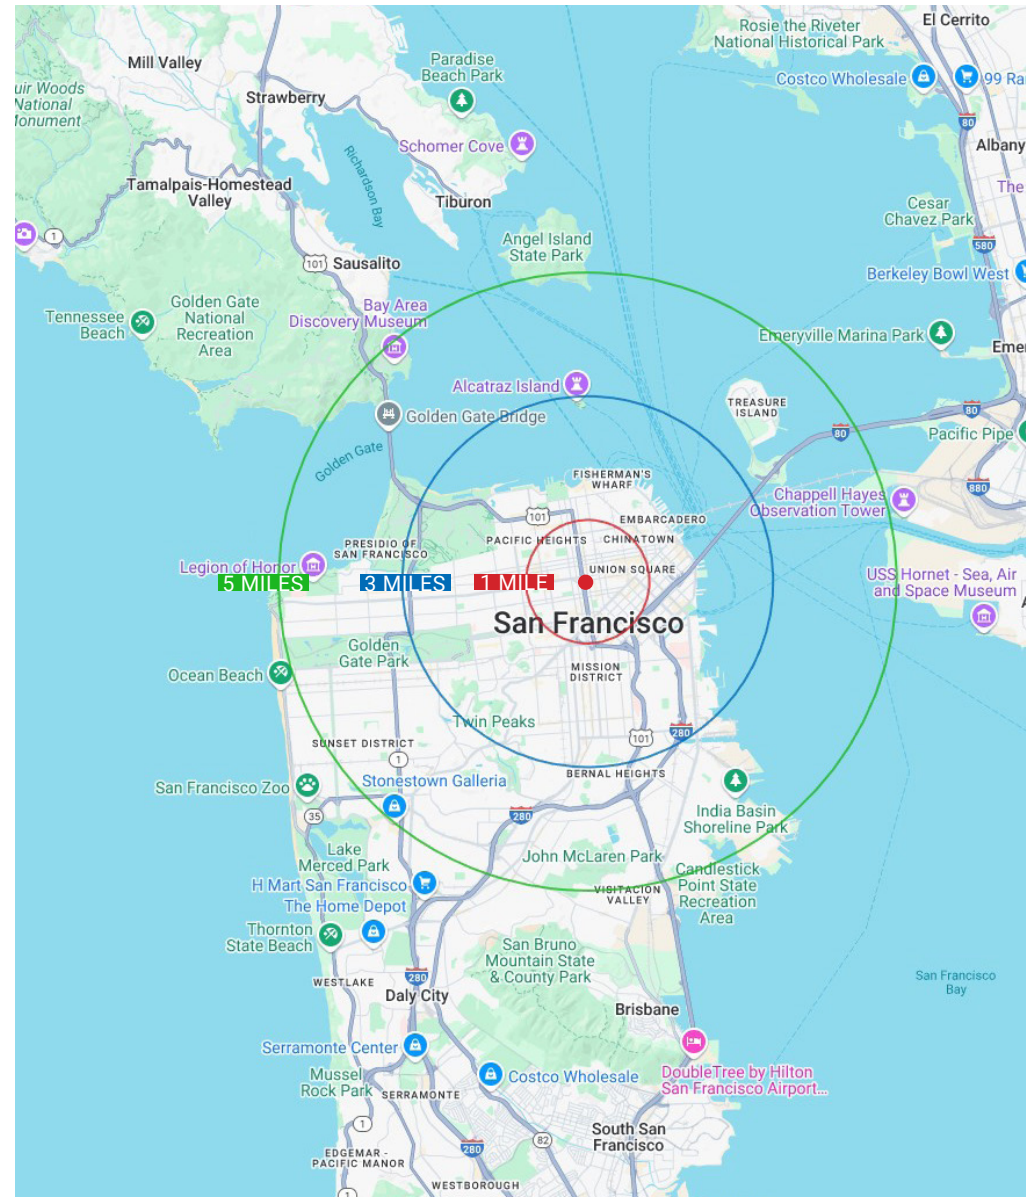 Rosie the Riveter
National Historical Park
El Cerrito
Mill Valley
Paradise
Beach Park
Costco Wholesale
99 Ra
uir Woods
National
Monument
Strawberry
80
Schomer Cove
Albany
Richardson Bay
Tamalpais-Homestead
Valley
Tiburon
The
Cesar
Chavez Park
1
Angel Island
State Park
580
101
Sausalito
Berkeley Bowl West
Golden Gate
National
Recreation
Area
Bay Area
Discovery Museum
Tennessee
Beach
Emeryville Marina Park
Emer
Alcatraz Island
TREASURE
ISLAND
Golden Gate Bridge
80
80
Pacific Pipe
Golden Gate
FISHERMAN'S
WHARF
880
Chappell Hayes
Observation Tower
101
EMBARCADERO
PRESIDIO OF
SAN FRANCISCO
PACIFIC HEIGHTS
CHINATOWN
Legion of Honor
UNION SQUARE
5 MILES
3 MILES
1 MILE
USS Hornet - Sea, Air
and Space Museum
A
San Francisco
Golden
Gate Park
Ocean Beach
MISSION
DISTRICT
Twin Peaks
101
280
SUNSET DISTRICT
1
Stonestown Galleria
BERNAL HEIGHTS
San Francisco Zoo
35
280
India Basin
Shoreline Park
Lake
Merced Park
John McLaren Park
H Mart San Francisco
Candlestick
Point State
Recreation
Area
VISITACION
VALLEY
The Home Depot
Thornton
State Beach
San Bruno
Mountain State
& County Park
WESTLAKE
280
Daly City
San Francisco
Bay
Brisbane
Serramonte Center
DoubleTree by Hilton
San Francisco Airport...
Mussel
Rock Park
SERRAMONTE
Costco Wholesale
1
82
South San
Francisco
280
EDGEMAR -
PACIFIC MANOR
WESTBOROUGH
1